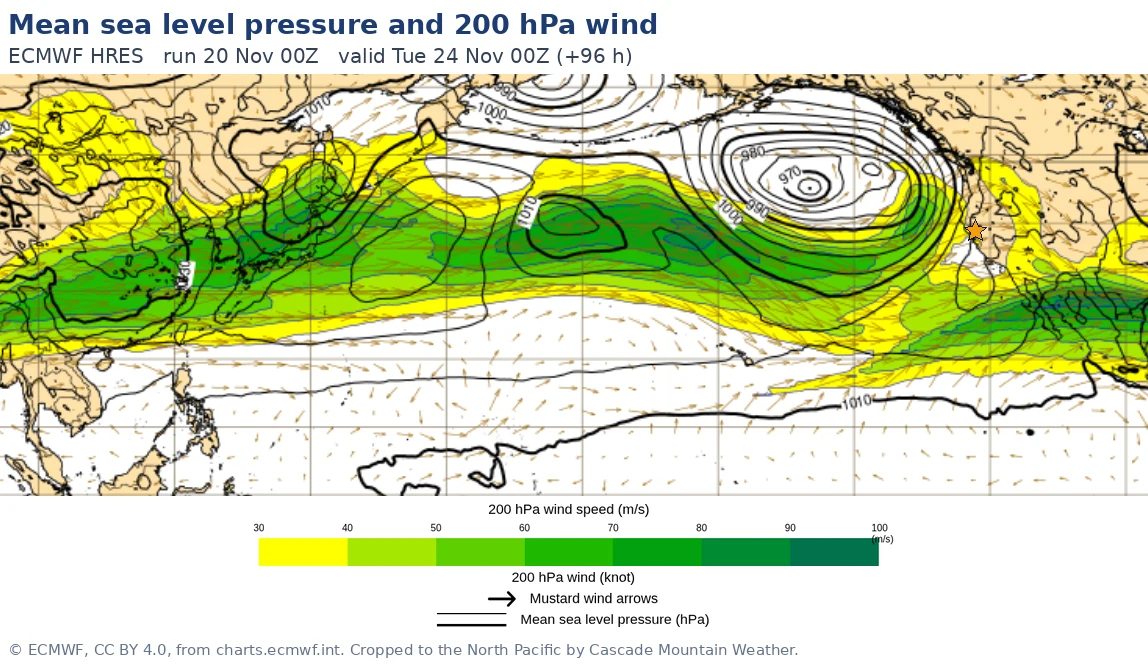 Mean sea level pressure and 200 hPa wind
ECMWF HRES run 20 Nov 00Z valid Tue 24 Nov 00Z (+96 h)
990
1010
1000
980
970
1010
1000
990
1010
200 hPa wind speed (m/s)
30 40 50 60 70 80 90 100
(m/s)
200 hPa wind (knot)
Mustard wind arrows
Mean sea level pressure (hPa)
© ECMWF, CC BY 4.0, from charts.ecmwf.int. Cropped to the North Pacific by Cascade Mountain Weather.